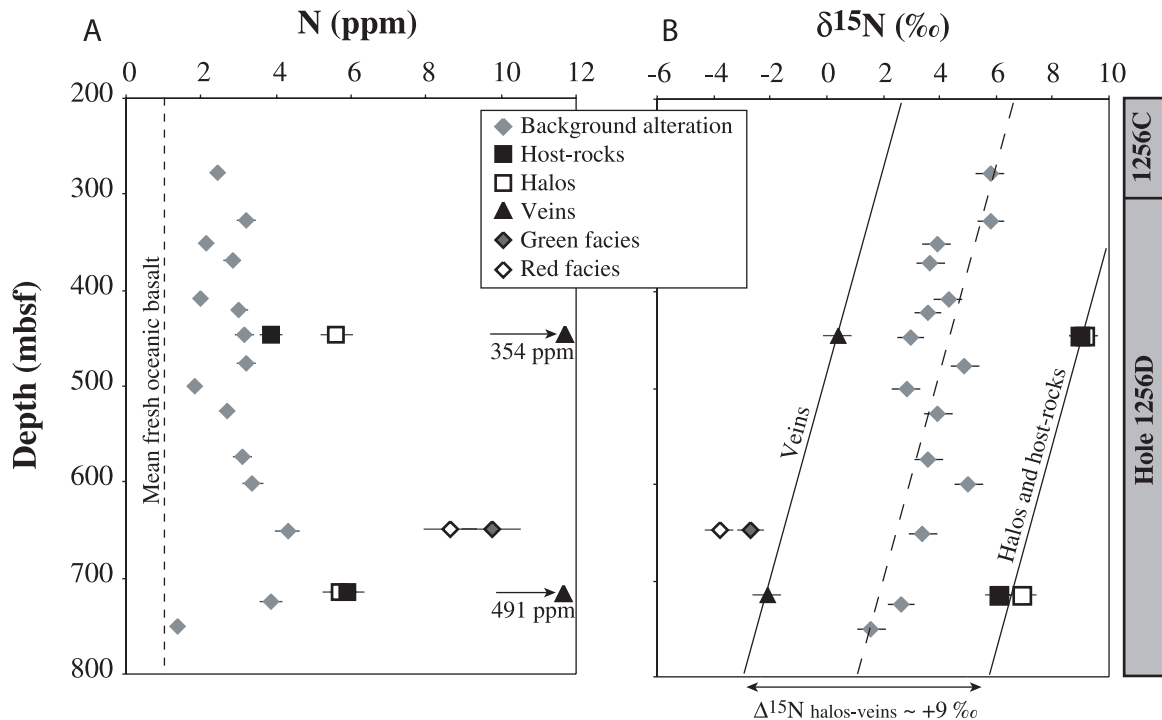 A
N (ppm)
B
δ15N (‰)
0 2 4 6 8 10 12
-6 -4 -2 0 2 4 6 8 10
200
300
400
500
600
700
800
Depth (mbsf)
Mean fresh oceanic basalt
Background alteration
Host-rocks
Halos
Veins
Green facies
Red facies
354 ppm
491 ppm
Veins
Halos and host-rocks
1256C
Hole 1256D
Δ15N halos-veins ~ +9 ‰